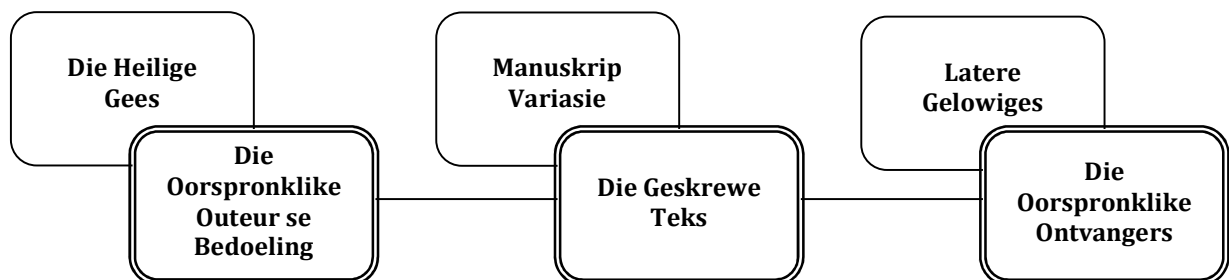 Die Heilige
Gees
Die
Oorspronklike
Outeur se
Bedoeling
Manuskrip
Variasie
Die Geskrewe
Teks
Latere
Gelowiges
Die
Oorspronklike
Ontvangers